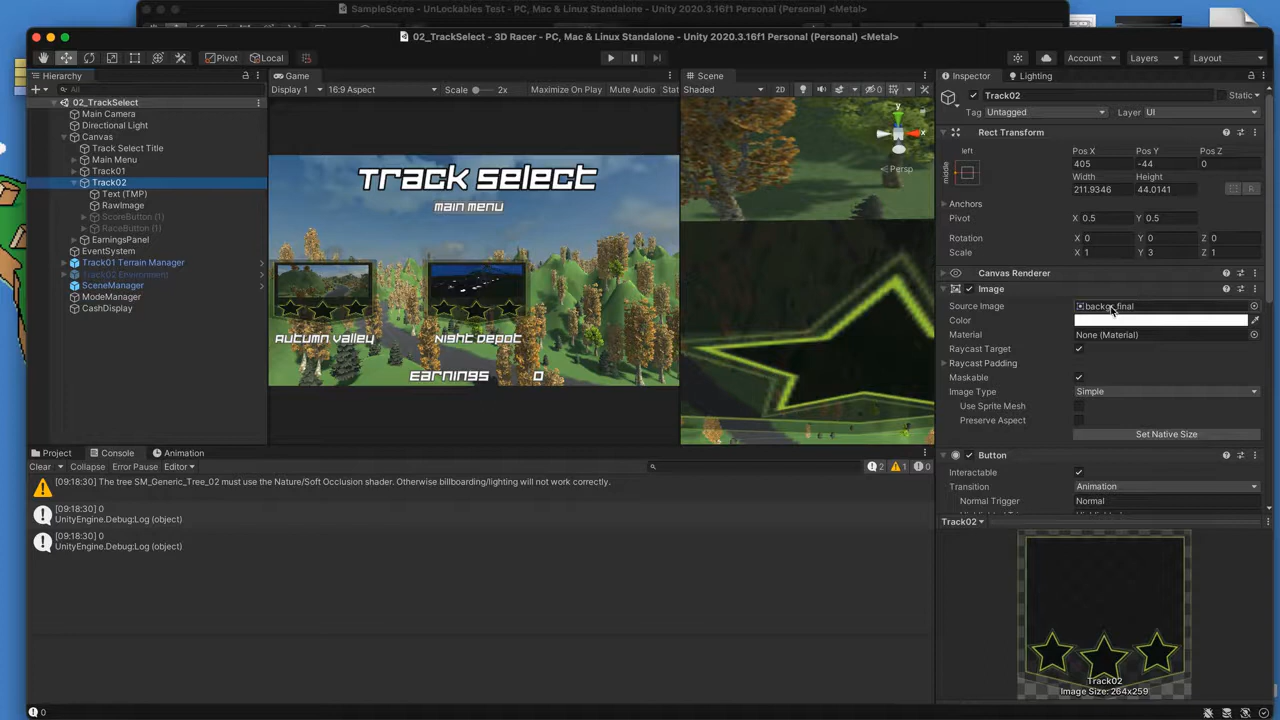 SampleScene - UnLockables Test - PC, Mac & Linux Standalone - Unity 2020.3.16f1 Personal (Personal) <Metal>
02_TrackSelect - 3D Racer - PC, Mac & Linux Standalone - Unity 2020.3.16f1 Personal (Personal) <Metal>
Pivot Local Account Layers Layout
Hierarchy
All
02_TrackSelect
Main Camera
Directional Light
Canvas
Track Select Title
Main Menu
Track01
Track02
Text (TMP)
RawImage
ScoreButton (1)
RaceButton (1)
EarningsPanel
EventSystem
Track01 Terrain Manager
Track02 Environment
SceneManager
ModeManager
CashDisplay
Game
Display 1 16:9 Aspect Scale 2x Maximize On Play Mute Audio Stat
Track Select
Main Menu
Autumn Valley Night Depot
Earnings 0
Scene
Shaded 2D 0
y
x
Persp
Inspector Lighting
Track02 Static
Tag Untagged Layer UI
Rect Transform
left
middle
Pos X Pos Y Pos Z
405 -44 0
Width Height
211.9346 44.0141
R
Anchors
Pivot X 0.5 Y 0.5
Rotation X 0 Y 0 Z 0
Scale X 1 Y 3 Z 1
Canvas Renderer
Image
Source Image
Color
Material None (Material)
Raycast Target
Raycast Padding
Maskable
Image Type Simple
Use Sprite Mesh
Preserve Aspect
Set Native Size
Button
Interactable
Transition Animation
Normal Trigger Normal
Track02
Track02
Image Size: 264x259
Project Console Animation
Clear Collapse Error Pause Editor 2 1 0
[09:18:30] The tree SM_Generic_Tree_02 must use the Nature/Soft Occlusion shader. Otherwise billboarding/lighting will not work correctly.
[09:18:30] 0
UnityEngine.Debug:Log (object)
[09:18:30] 0
UnityEngine.Debug:Log (object)
0